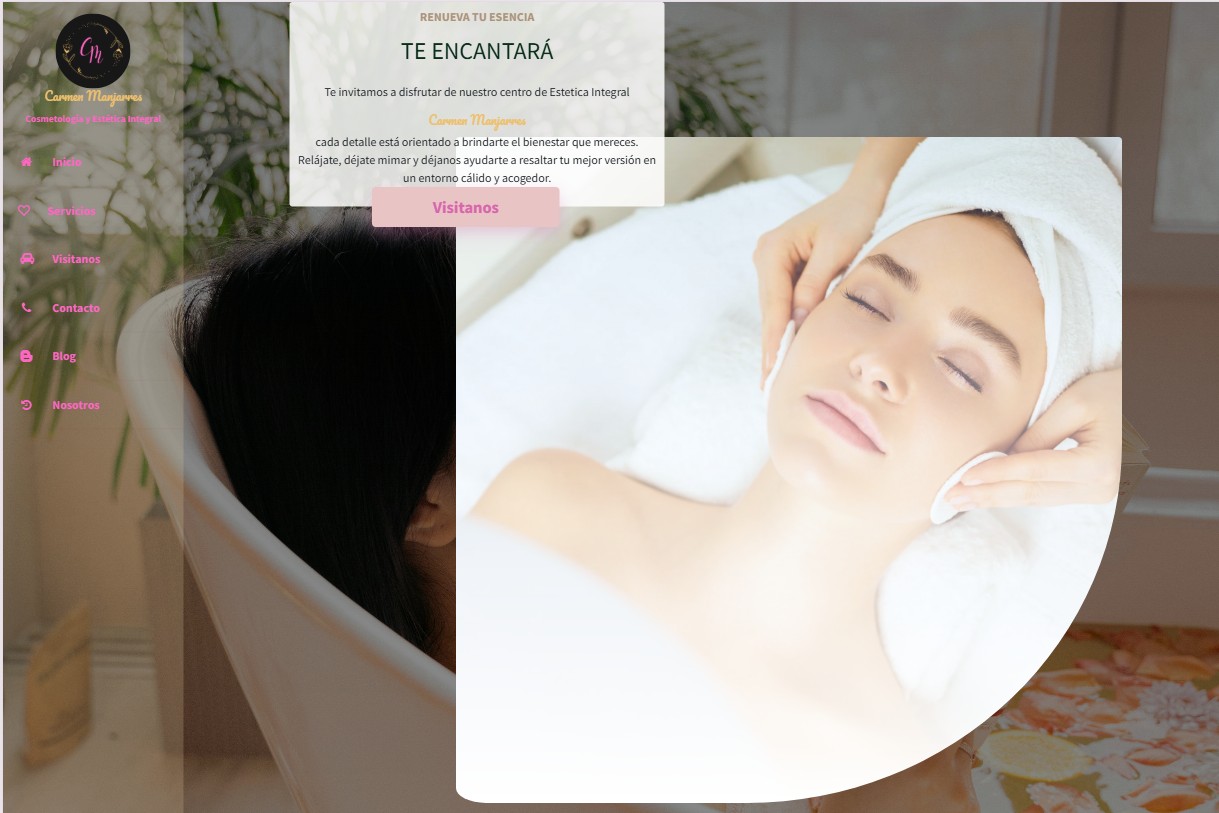 CM
Carmen Manjarres
Cosmetología y Estética Integral
Inicio
Servicios
Visitanos
Contacto
Blog
Nosotros
RENUEVA TU ESENCIA
TE ENCANTARÁ
Te invitamos a disfrutar de nuestro centro de Estetica Integral
Carmen Manjarres
cada detalle está orientado a brindarte el bienestar que mereces.
Relájate, déjate mimar y déjanos ayudarte a resaltar tu mejor versión en
un entorno cálido y acogedor.
Visitanos